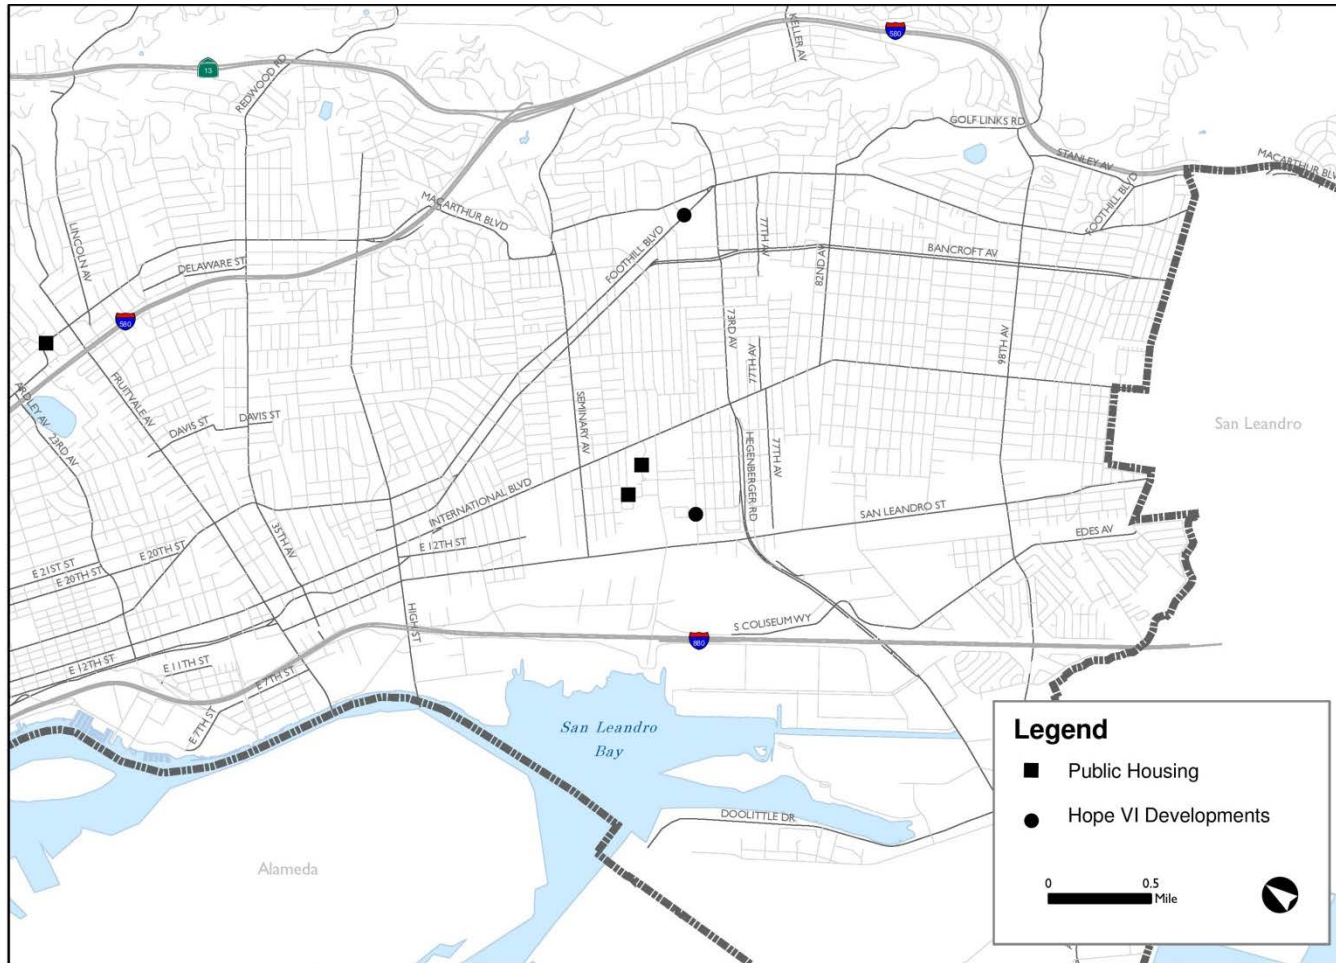 KELLER AV
580
13
REDWOOD RD
GOLF LINKS RD
STANLEY AV
MACARTHUR BLV
FOOTHILL BLVD
LINCOLN AV
MACARTHUR BLVD
77TH AV
82ND AV
BANCROFT AV
DELAWARE ST
FOOTHILL BLVD
580
73RD AV
77TH AV
98TH AV
ARDLEY AV
23RD AV
FRUITVALE AV
DAVIS ST
DAVIS ST
SEMINARY AV
San Leandro
HEGENBERGER RD
77TH AV
INTERNATIONAL BLVD
SAN LEANDRO ST
35TH AV
EDES AV
E 12TH ST
E 21ST ST
E 20TH ST
E 20TH ST
HIGH ST
S COLISEUM WY
880
E 12TH ST
E 11TH ST
E 7TH ST
E 7TH ST
San Leandro
Bay
DOOLITTLE DR
Alameda
Legend
Public Housing
Hope VI Developments
0 0.5
Mile